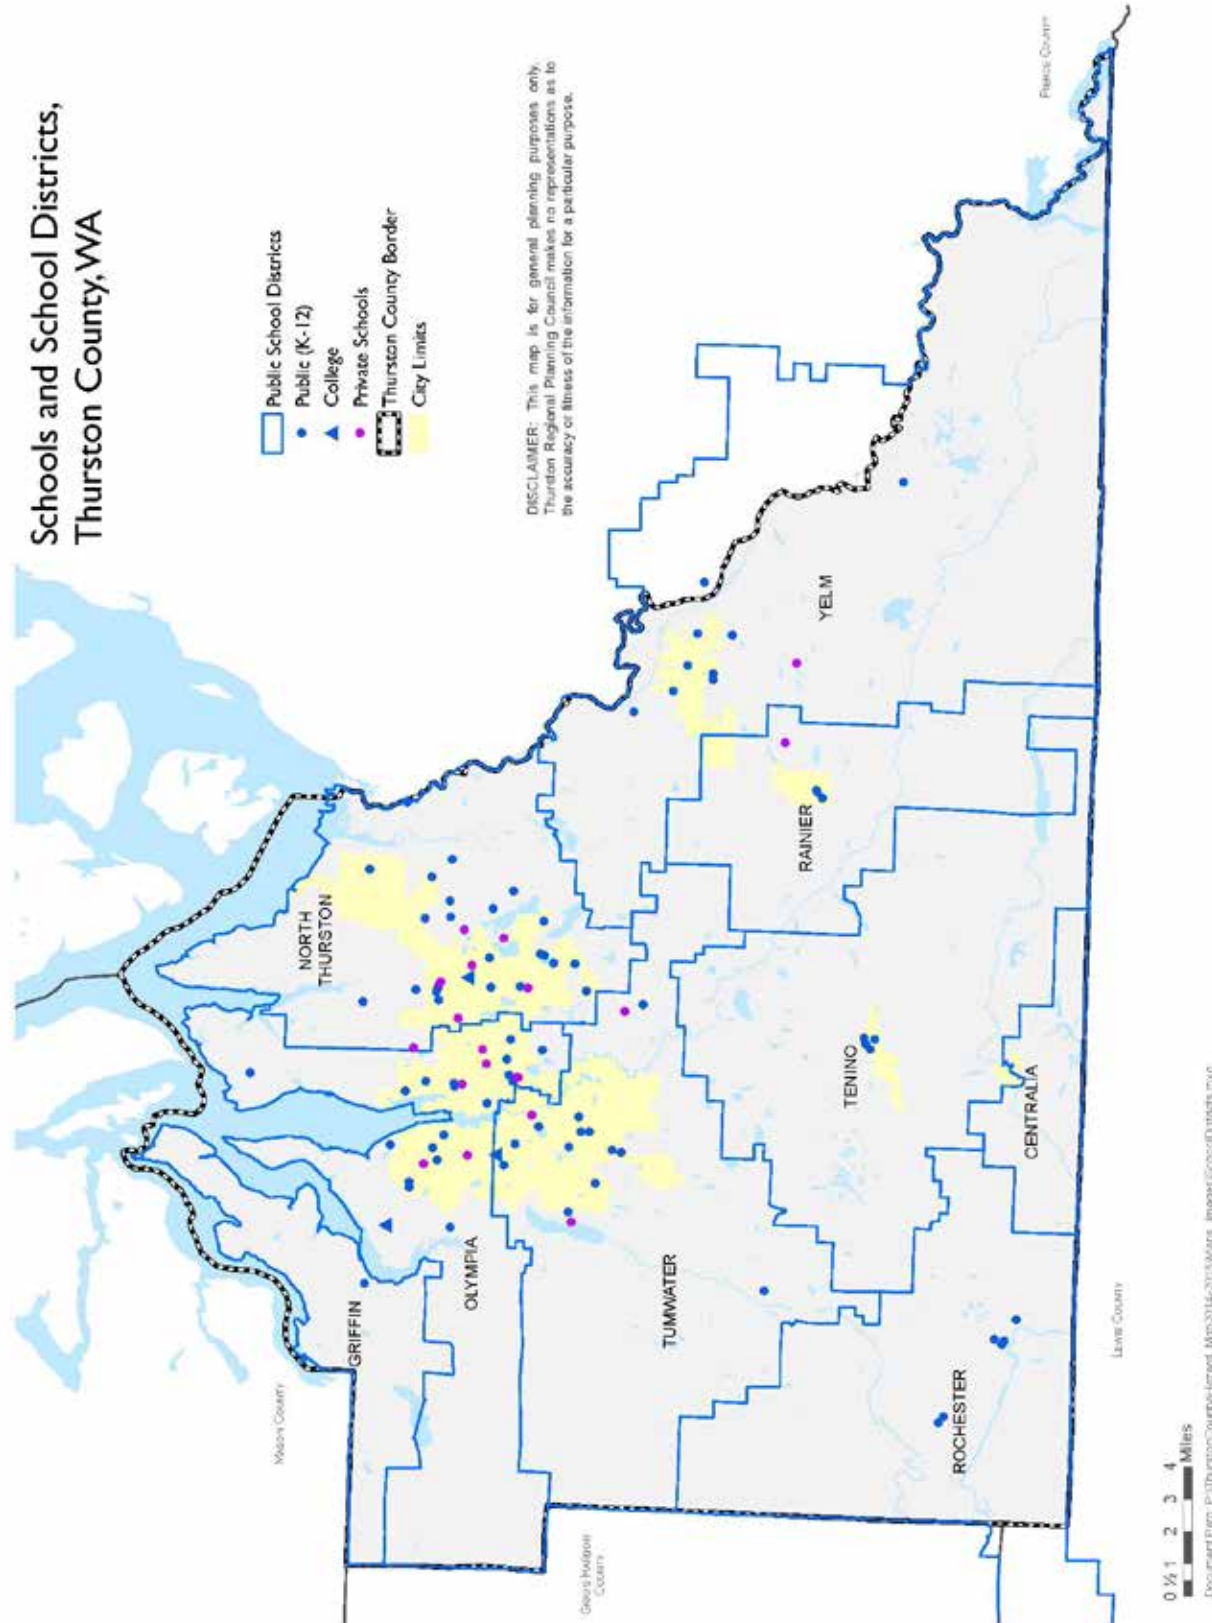 Schools and School Districts,
Thurston County, WA
Public School Districts
Public (K-12)
College
Private Schools
Thurston County Border
City Limits
DISCLAIMER: This map is for general planning purposes only.
Thurston Regional Planning Council makes no representations as to
the accuracy or fitness of the information for a particular purpose.
Pierce County
Mason County
Grays Harbor
County
Lewis County
GRIFFIN
OLYMPIA
NORTH
THURSTON
TUMWATER
YELM
RAINIER
TENINO
CENTRALIA
ROCHESTER
0 ½ 1 2 3 4
Miles